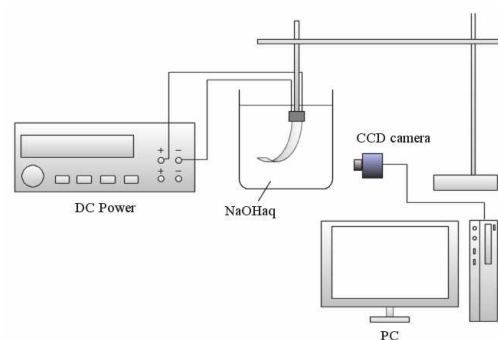 + −
+ −
CCD camera
DC Power
NaOHaq
PC